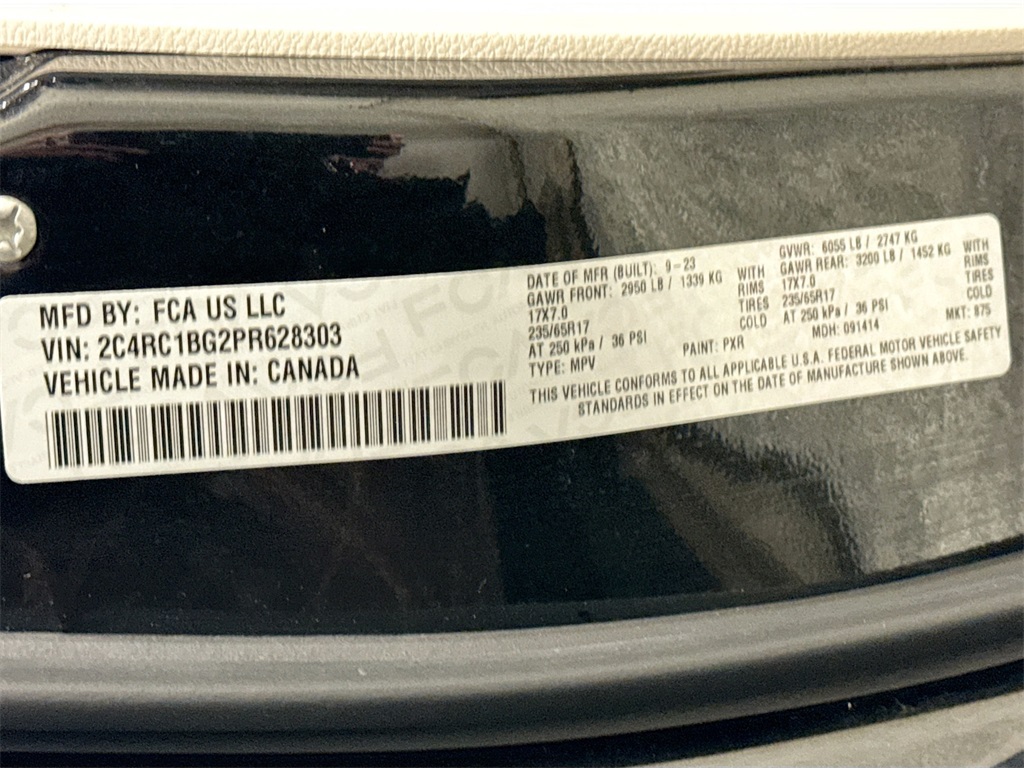 MFD BY: FCA US LLC
VIN: 2C4RC1BG2PR628303
VEHICLE MADE IN: CANADA
DATE OF MFR (BUILT): 9-23
GAWR FRONT: 2950 LB / 1339 KG WITH
17X7.0 RIMS
235/65R17 TIRES
AT 250 kPa / 36 PSI COLD
TYPE: MPV
PAINT: PXR
GVWR: 6055 LB / 2747 KG
GAWR REAR: 3200 LB / 1452 KG WITH
17X7.0 RIMS
235/65R17 TIRES
AT 250 kPa / 36 PSI COLD
MOH: 091414 MKT: 875
THIS VEHICLE CONFORMS TO ALL APPLICABLE U.S.A. FEDERAL MOTOR VEHICLE SAFETY
STANDARDS IN EFFECT ON THE DATE OF MANUFACTURE SHOWN ABOVE.